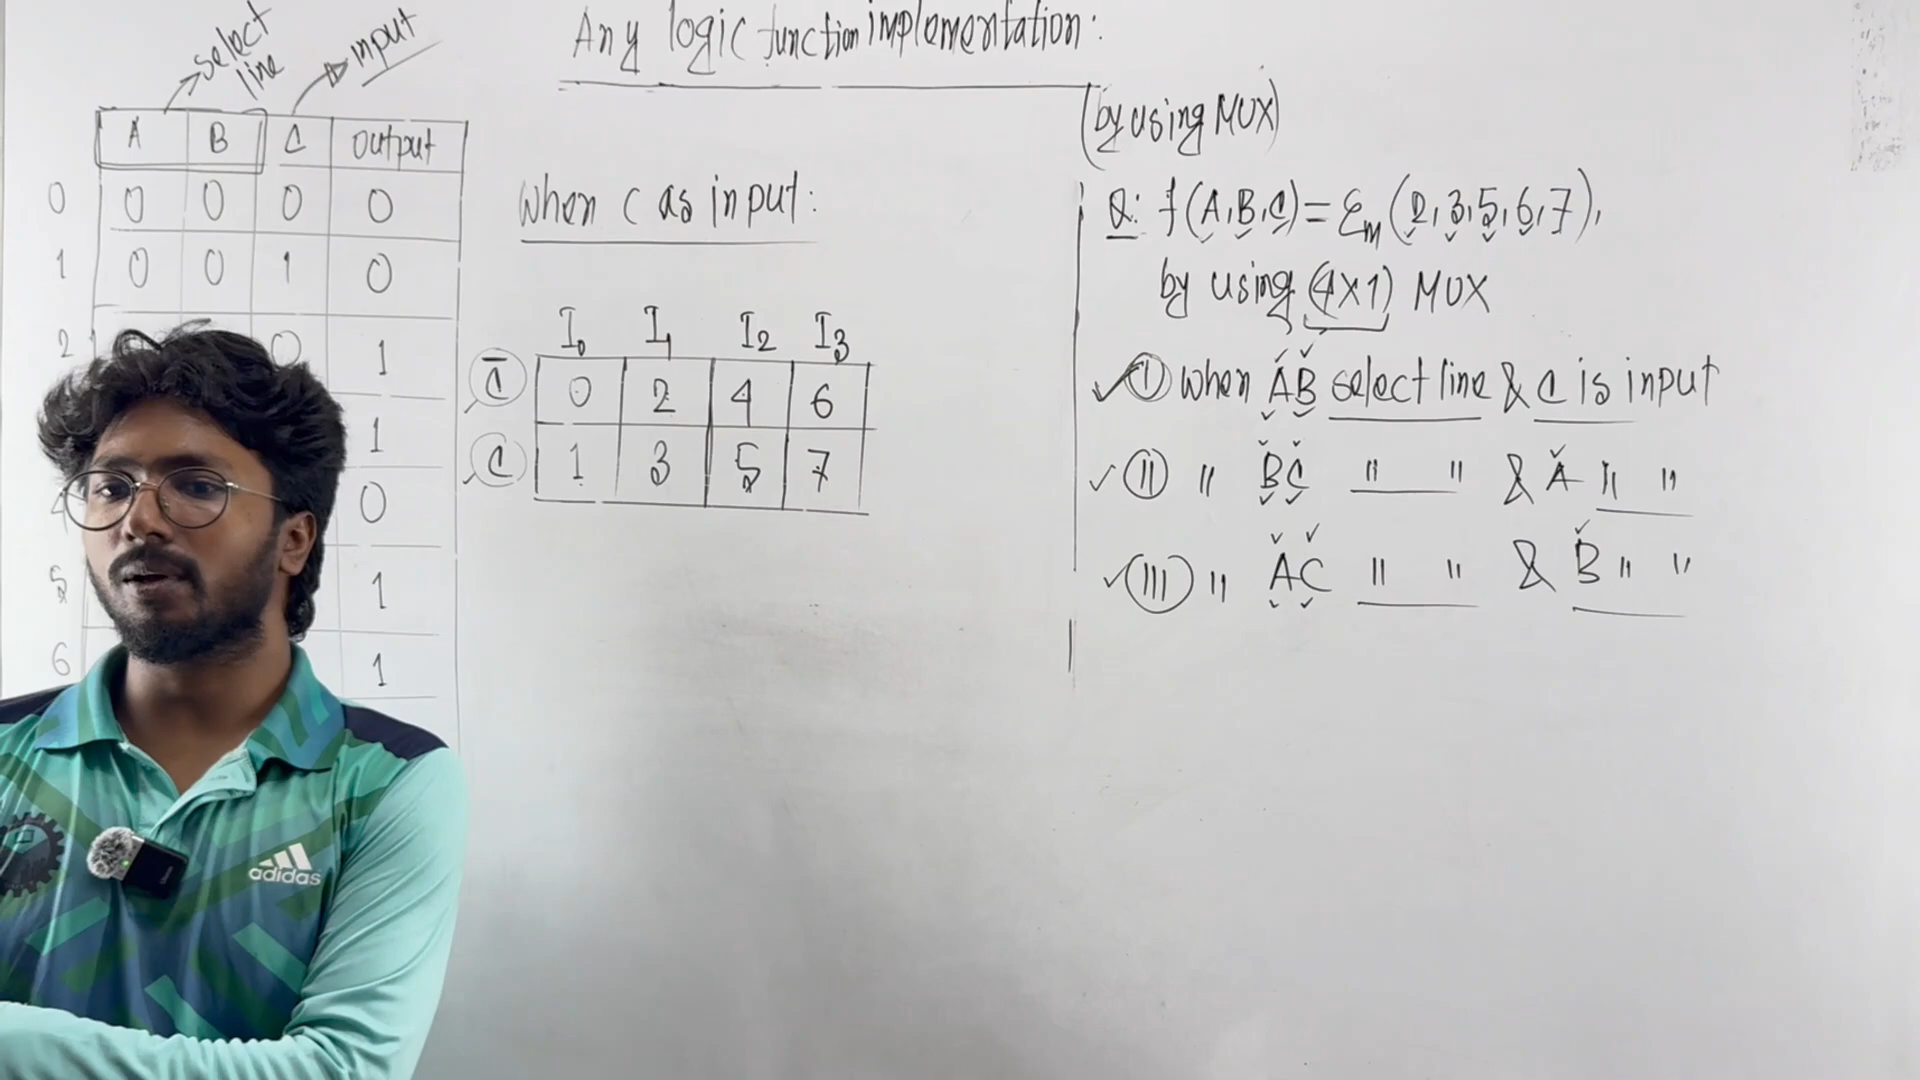 Any logic function implementation:
(by using MUX)
select line
input
A B C output
0 0 0 0 0
1 0 0 1 0
2 0 1
1
4 0
5 1
6 1
when C as input:
I₀ I₁ I₂ I₃
C̅ 0 2 4 6
C 1 3 5 7
Q: f(A,B,C)=Σm(2,3,5,6,7),
by using (4×1) MUX
I when AB select line & C is input
II " BC " " & A " "
III " AC " " & B " "
adidas